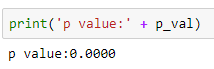 print('p value:' + p_val)
p value:0.0000